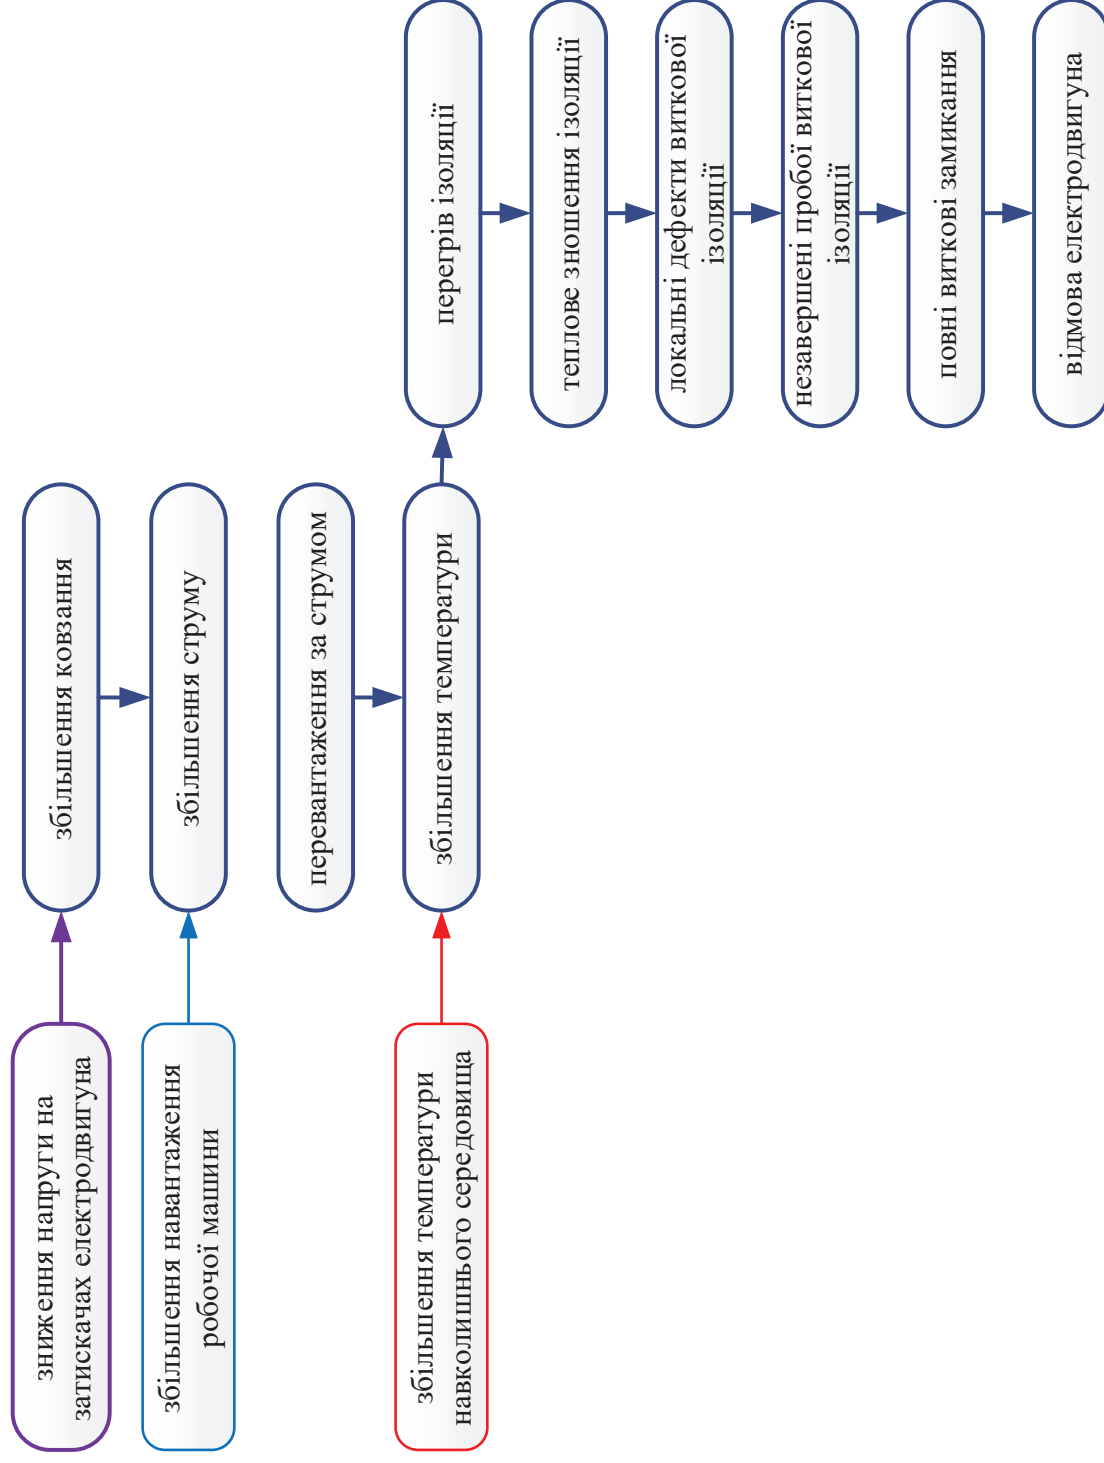 зниження напруги на
затискачах електродвигуна
збільшення навантаження
робочої машини
збільшення температури
навколишнього середовища
збільшення ковзання
збільшення струму
перевантаження за струмом
збільшення температури
перегрів ізоляції
теплове зношення ізоляції
локальні дефекти виткової
ізоляції
незавершені пробої виткової
ізоляції
повні виткові замикання
відмова електродвигуна